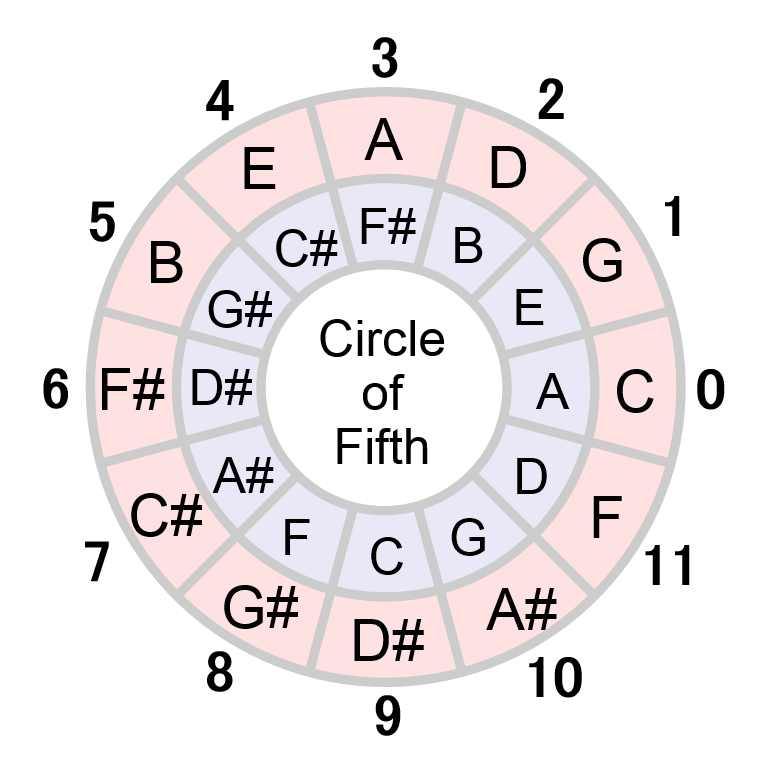 3
4
2
A
E
D
5
1
F#
C#
B
B
G
G#
E
Circle
of
Fifth
6
F#
D#
A
C
0
A#
D
C#
F
F
G
C
7
11
G#
A#
D#
8
10
9